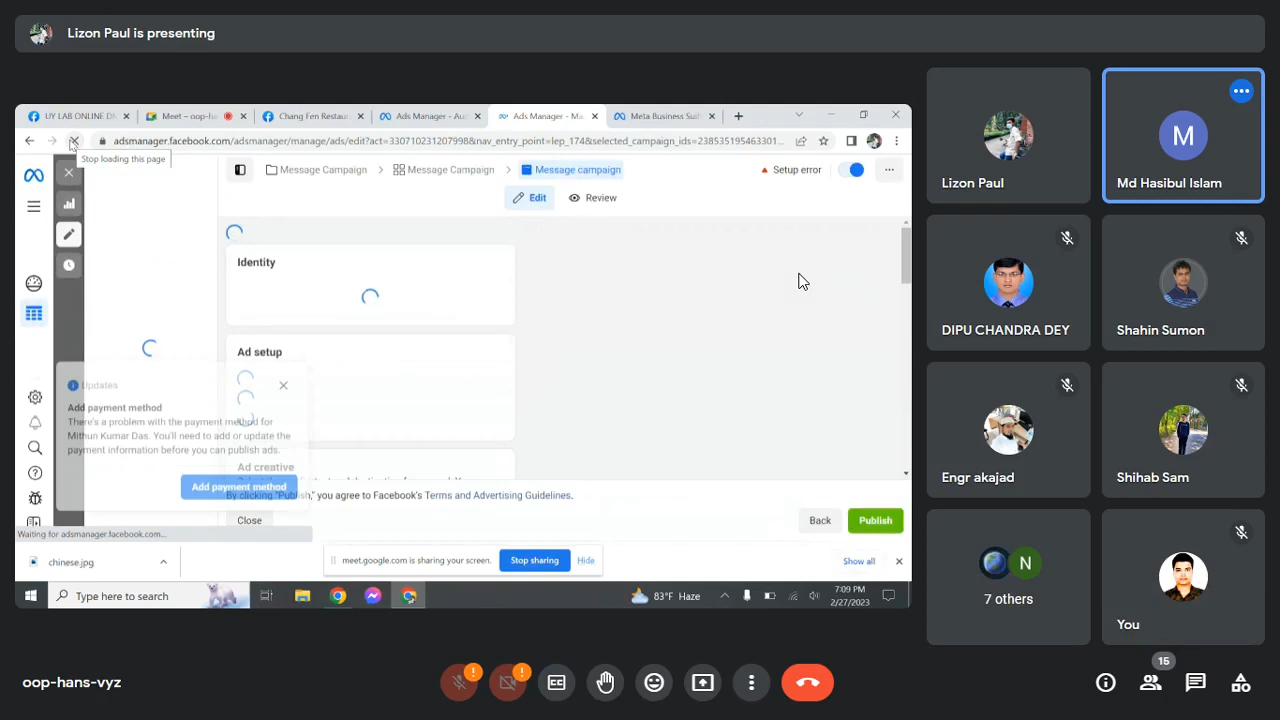 Lizon Paul is presenting
UY LAB ONLINE DM
Meet – oop-h
Chang Fen Restau
Ads Manager - Au
Ads Manager - Ma
Meta Business Suit
adsmanager.facebook.com/adsmanager/manage/ads/edit?act=330710231207998&nav_entry_point=lep_174&selected_campaign_ids=238535195463301...
Stop loading this page
Message Campaign
Message campaign
Message campaign
Setup error
Edit
Review
Identity
Ad setup
Updates
Add payment method
There's a problem with the payment method for
Mithun Kumar Das. You'll need to add or update the
payment information before you can publish ads.
Add payment method
Ad creative
By clicking "Publish," you agree to Facebook's Terms and Advertising Guidelines.
Close
Back
Publish
Waiting for adsmanager.facebook.com...
chinese.jpg
meet.google.com is sharing your screen.
Stop sharing
Hide
Show all
Type here to search
83°F Haze
7:09 PM
2/27/2023
Lizon Paul
M
Md Hasibul Islam
DIPU CHANDRA DEY
Shahin Sumon
Engr akajad
Shihab Sam
N
7 others
You
oop-hans-vyz
15